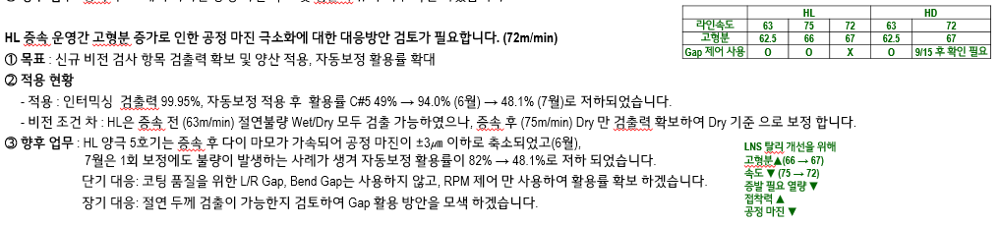 HL 증속 운영간 고형분 증가로 인한 공정 마진 극소화에 대한 대응방안 검토가 필요합니다. (72m/min)
① 목표 : 신규 비전 검사 항목 검출력 확보 및 양산 적용, 자동보정 활용률 확대
② 적용 현황
- 적용 : 인터믹싱 검출력 99.95%, 자동보정 적용 후 활용률 C#5 49% → 94.0% (6월) → 48.1% (7월)로 저하되었습니다.
- 비전 조건 차 : HL은 증속 전 (63m/min) 절연불량 Wet/Dry 모두 검출 가능하였으나, 증속 후 (75m/min) Dry 만 검출력 확보하여 Dry 기준 으로 보정 합니다.
③ 향후 업무 : HL 양극 5호기는 증속 후 다이 마모가 가속되어 공정 마진이 ±3㎛ 이하로 축소되었고(6월),
7월은 1회 보정에도 불량이 발생하는 사례가 생겨 자동보정 활용률이 82% → 48.1%로 저하 되었습니다.
단기 대응: 코팅 품질을 위한 L/R Gap, Bend Gap는 사용하지 않고, RPM 제어 만 사용하여 활용률 확보 하겠습니다.
장기 대응: 절연 두께 검출이 가능한지 검토하여 Gap 활용 방안을 모색 하겠습니다.
HL HD
라인속도 63 75 72 63 72
고형분 62.5 66 67 62.5 67
Gap 제어 사용 O O X O 9/15 후 확인 필요
LNS 탈리 개선을 위해
고형분▲(66 → 67)
속도 ▼ (75 → 72)
증발 필요 열량 ▼
접착력 ▲
공정 마진 ▼